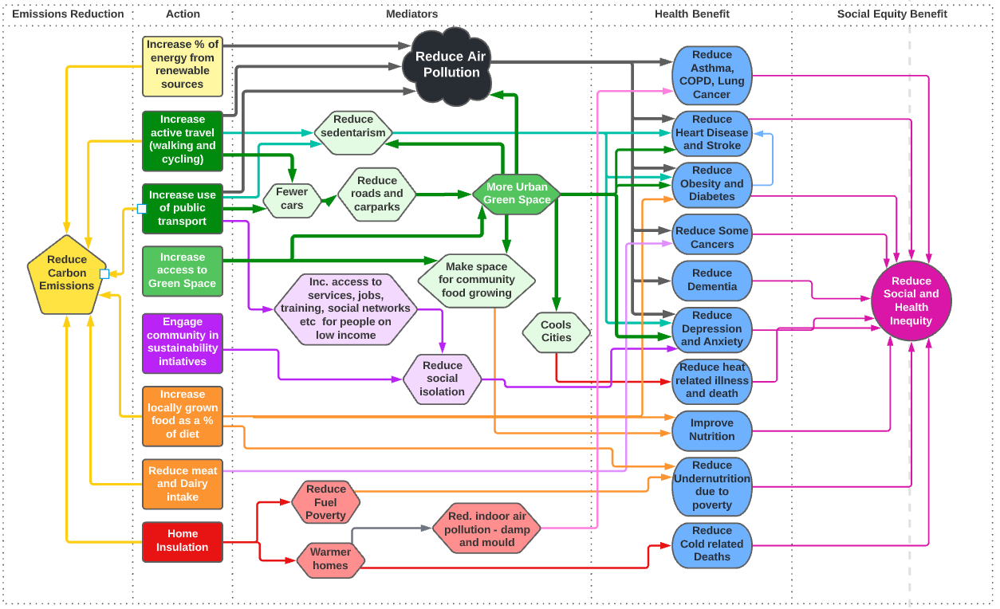 Emissions Reduction
Action
Mediators
Health Benefit
Social Equity Benefit
Increase % of
energy from
renewable
sources
Increase
active travel
(walking and
cycling)
Increase use
of public
transport
Increase
access to
Green Space
Engage
community in
sustainability
intiatives
Increase
locally grown
food as a %
of diet
Reduce meat
and Dairy
intake
Home
Insulation
Reduce
Carbon
Emissions
Reduce Air
Pollution
Reduce
sedentarism
Fewer
cars
Reduce
roads and
carparks
More Urban
Green Space
Make space
for community
food growing
Inc. access to
services, jobs,
training, social networks
etc for people on
low income
Cools
Cities
Reduce
social
isolation
Reduce
Fuel
Poverty
Red. indoor air
pollution - damp
and mould
Warmer
homes
Reduce
Asthma,
COPD, Lung
Cancer
Reduce
Heart Disease
and Stroke
Reduce
Obesity and
Diabetes
Reduce Some
Cancers
Reduce
Dementia
Reduce
Depression
and Anxiety
Reduce heat
related illness
and death
Improve
Nutrition
Reduce
Undernutrition
due to
poverty
Reduce
Cold related
Deaths
Reduce
Social and
Health
Inequity